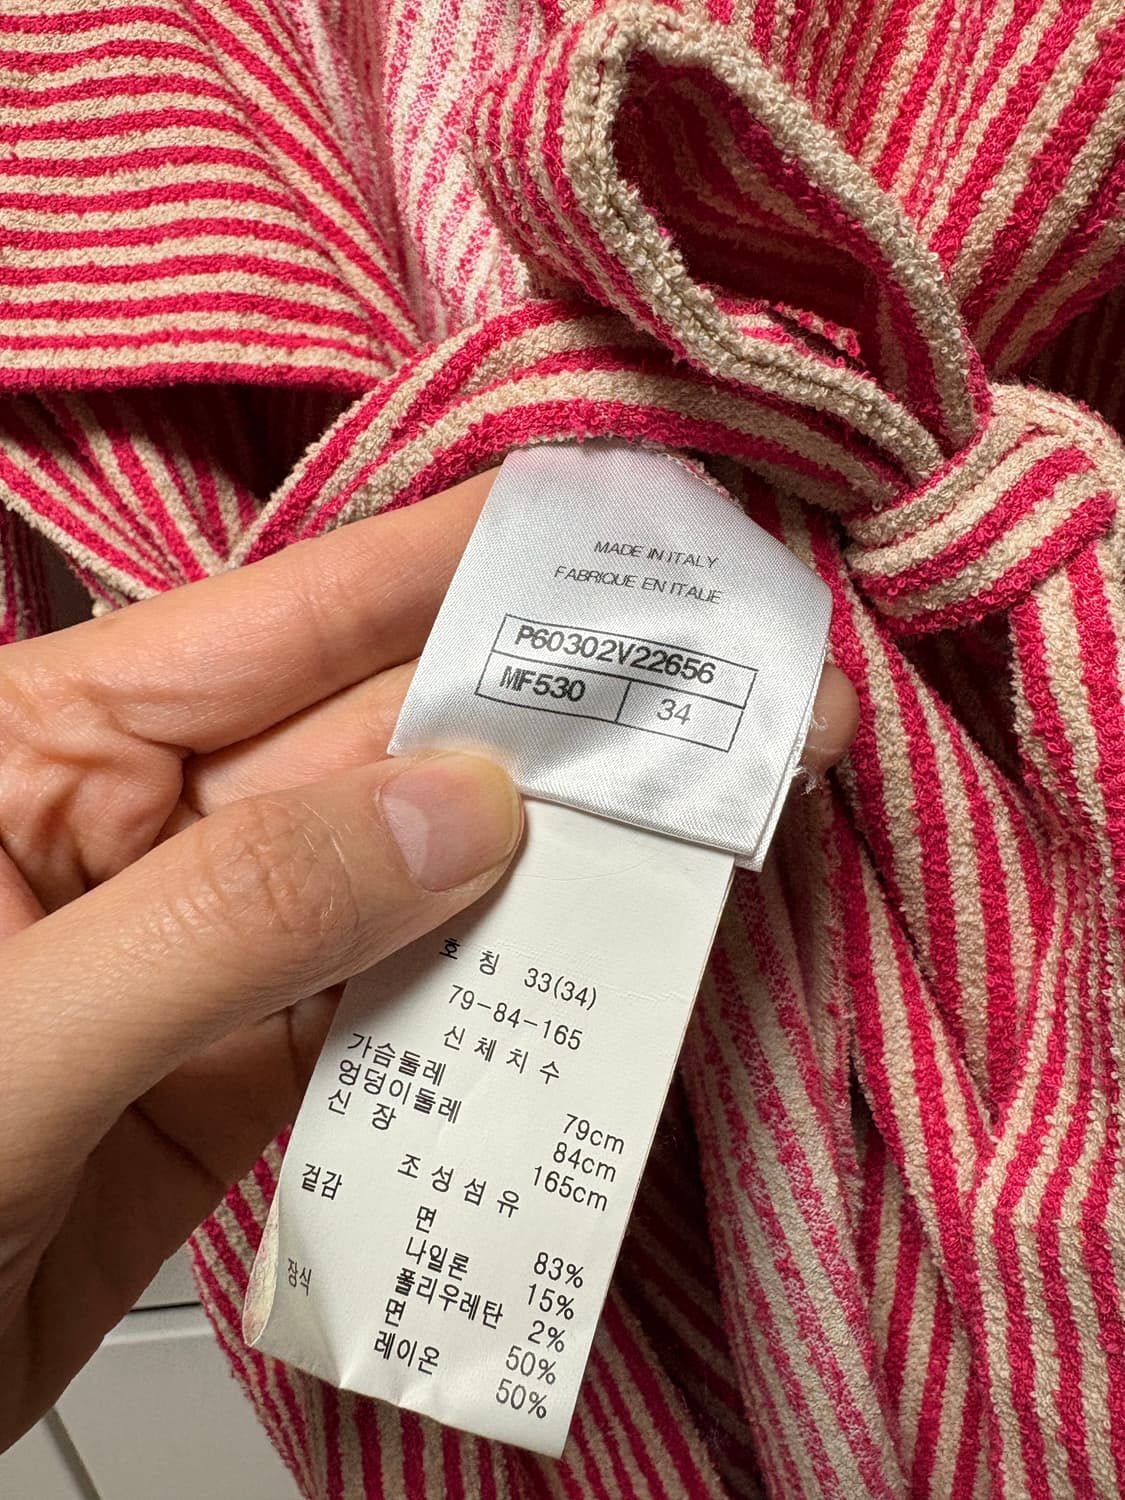 MADE IN ITALY
FABRIQUE EN ITALIE
P60302V22656
MF530 34
호 칭 33(34)
79-84-165
신 체 치 수
가슴둘레 79cm
엉덩이둘레 84cm
신 장 165cm
조 성 섬 유
겉감 면 83%
나일론 15%
폴리우레탄 2%
장식 면 50%
레이온 50%